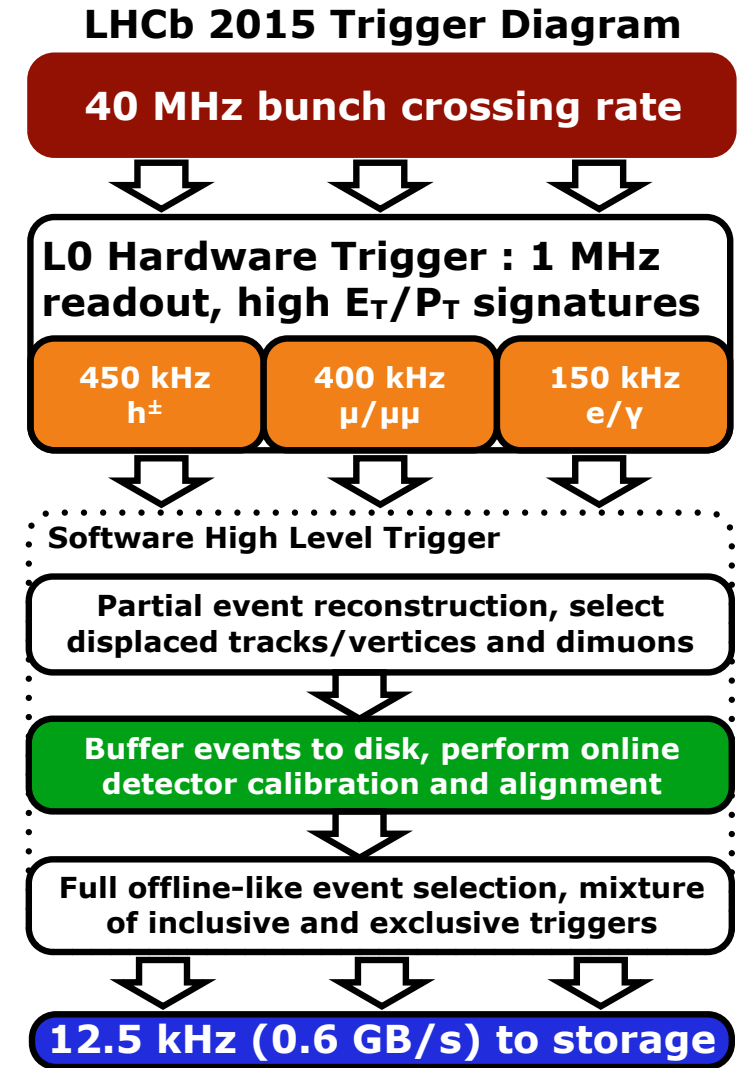 LHCb 2015 Trigger Diagram
40 MHz bunch crossing rate
L0 Hardware Trigger : 1 MHz
readout, high E_T/P_T signatures
450 kHz
h±
400 kHz
µ/µµ
150 kHz
e/γ
Software High Level Trigger
Partial event reconstruction, select
displaced tracks/vertices and dimuons
Buffer events to disk, perform online
detector calibration and alignment
Full offline-like event selection, mixture
of inclusive and exclusive triggers
12.5 kHz (0.6 GB/s) to storage